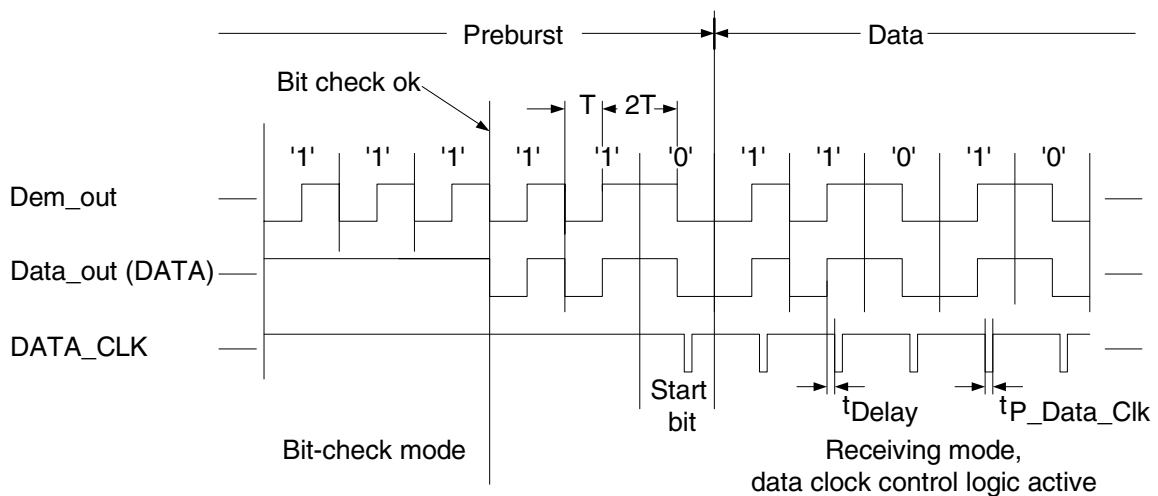 Preburst Data
Bit check ok
T 2T
'1' '1' '1' '1' '1' '0' '1' '1' '0' '1' '0'
Dem_out
Data_out (DATA)
DATA_CLK
Start
bit
tDelay tP_Data_Clk
Bit-check mode
Receiving mode,
data clock control logic active